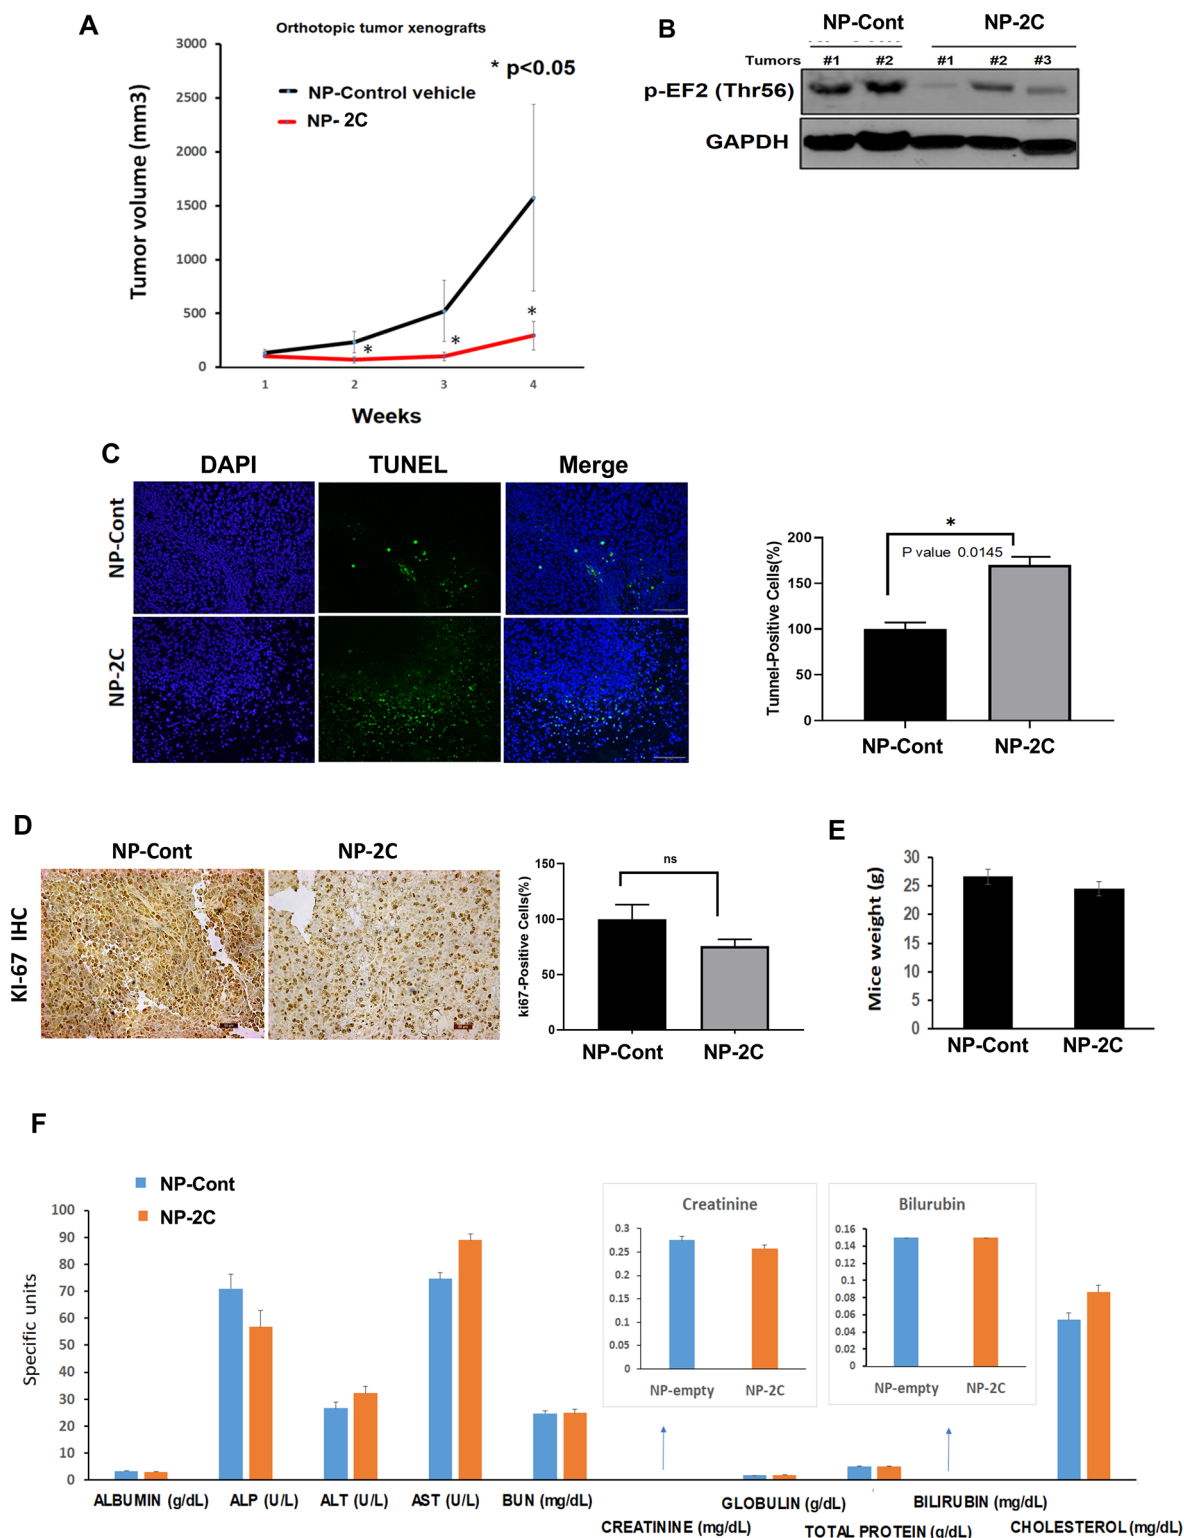 A
Orthotopic tumor xenografts
* p<0.05
NP-Control vehicle
NP- 2C
Tumor volume (mm3)
3000
2500
2000
1500
1000
500
0
*
*
*
1 2 3 4
Weeks
B
NP-Cont NP-2C
Tumors #1 #2 #1 #2 #3
p-EF2 (Thr56)
GAPDH
C
DAPI TUNEL Merge
NP-Cont
NP-2C
Tunnel-Positive Cells(%)
200
150
100
50
0
*
P value 0.0145
NP-Cont NP-2C
D
NP-Cont NP-2C
KI-67 IHC
ki67-Positive Cells(%)
150
100
50
0
ns
NP-Cont NP-2C
E
Mice weight (g)
30
25
20
15
10
5
0
NP-Cont NP-2C
F
NP-Cont
NP-2C
Specific units
100
90
80
70
60
50
40
30
20
10
0
Creatinine
0.3
0.25
0.2
0.15
0.1
0.05
0
NP-empty NP-2C
Bilurubin
0.16
0.14
0.12
0.1
0.08
0.06
0.04
0.02
0
NP-empty NP-2C
ALBUMIN (g/dL) ALP (U/L) ALT (U/L) AST (U/L) BUN (mg/dL) GLOBULIN (g/dL) BILIRUBIN (mg/dL)
CREATININE (mg/dL) TOTAL PROTEIN (g/dL) CHOLESTEROL (mg/dL)